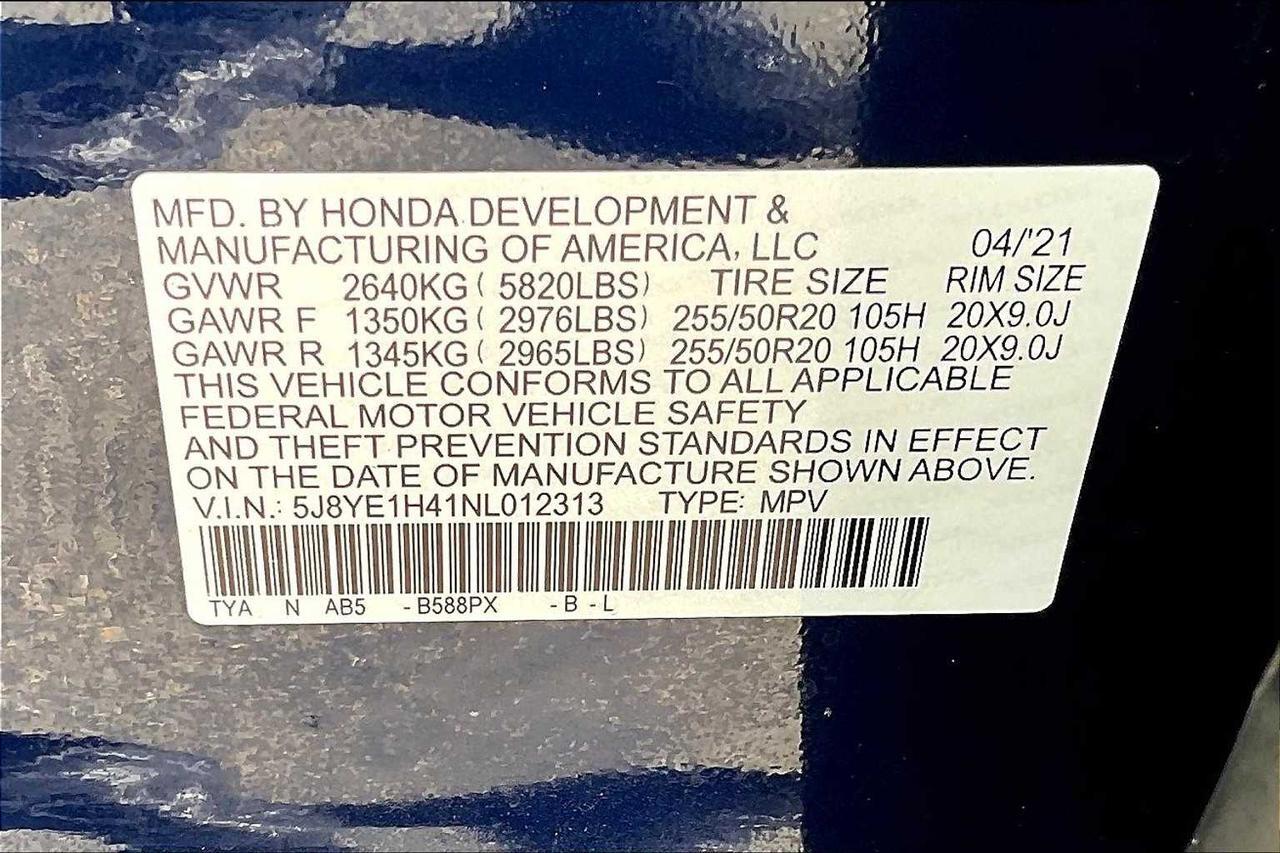 MFD. BY HONDA DEVELOPMENT &
MANUFACTURING OF AMERICA, LLC 04/'21
GVWR 2640KG ( 5820LBS) TIRE SIZE RIM SIZE
GAWR F 1350KG ( 2976LBS) 255/50R20 105H 20X9.0J
GAWR R 1345KG ( 2965LBS) 255/50R20 105H 20X9.0J
THIS VEHICLE CONFORMS TO ALL APPLICABLE
FEDERAL MOTOR VEHICLE SAFETY
AND THEFT PREVENTION STANDARDS IN EFFECT
ON THE DATE OF MANUFACTURE SHOWN ABOVE.
V.I.N.: 5J8YE1H41NL012313 TYPE: MPV
TYA N AB5 -B588PX -B -L